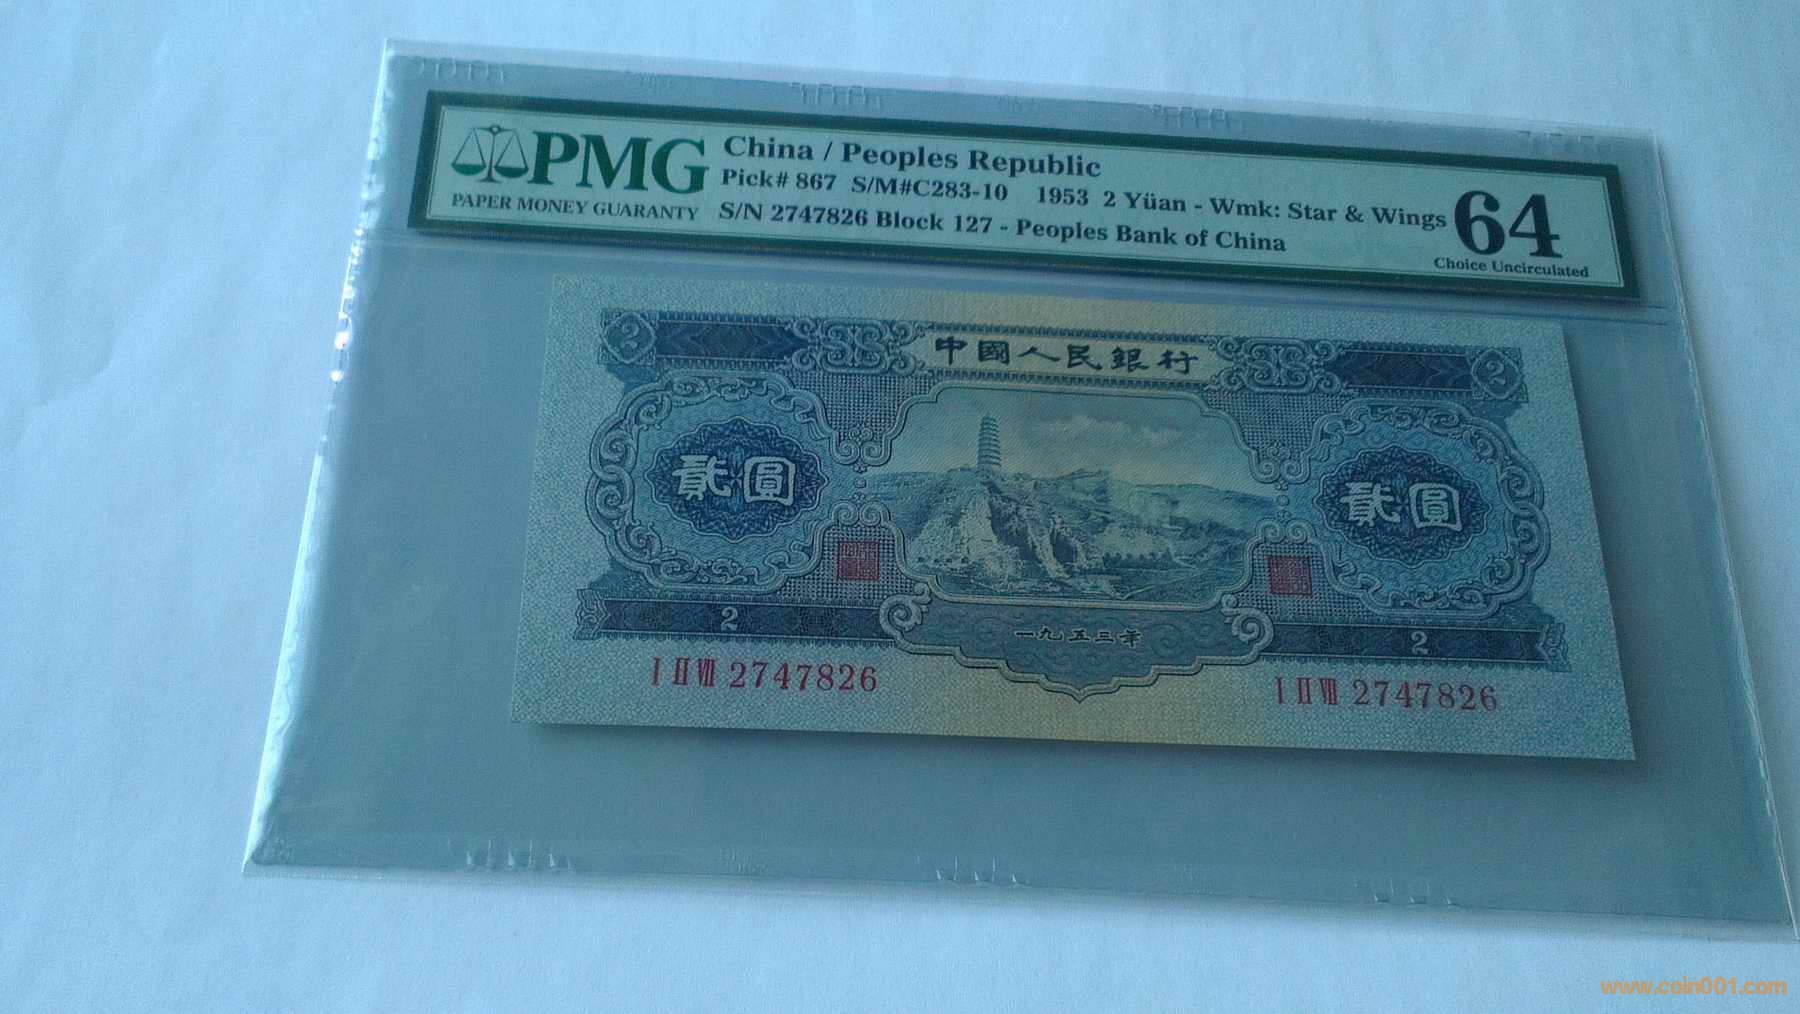 PMG
PAPER MONEY GUARANTY
China / Peoples Republic
Pick# 867 S/M#C283-10 1953 2 Yüan - Wmk: Star & Wings
S/N 2747826 Block 127 - Peoples Bank of China
64
Choice Uncirculated
2 中國人民銀行 2
貳圓 貳圓
2 一九五三年 2
I II VII 2747826 I II VII 2747826
www.coin001.com